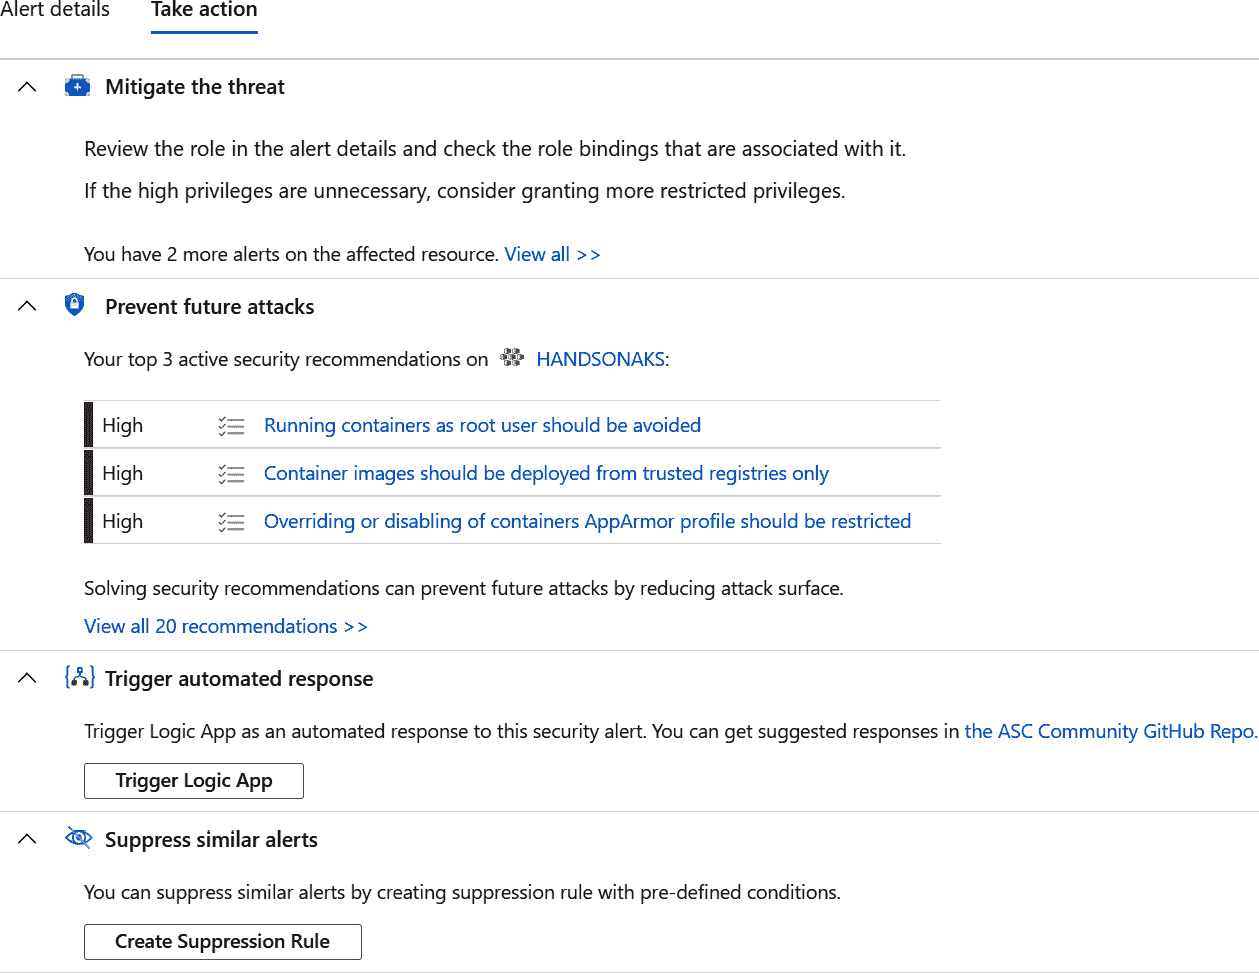 Alert details
Take action
Mitigate the threat
Review the role in the alert details and check the role bindings that are associated with it.
If the high privileges are unnecessary, consider granting more restricted privileges.
You have 2 more alerts on the affected resource. View all >>
Prevent future attacks
Your top 3 active security recommendations on HANDSONAKS:
High Running containers as root user should be avoided
High Container images should be deployed from trusted registries only
High Overriding or disabling of containers AppArmor profile should be restricted
Solving security recommendations can prevent future attacks by reducing attack surface.
View all 20 recommendations >>
Trigger automated response
Trigger Logic App as an automated response to this security alert. You can get suggested responses in the ASC Community GitHub Repo.
Trigger Logic App
Suppress similar alerts
You can suppress similar alerts by creating suppression rule with pre-defined conditions.
Create Suppression Rule